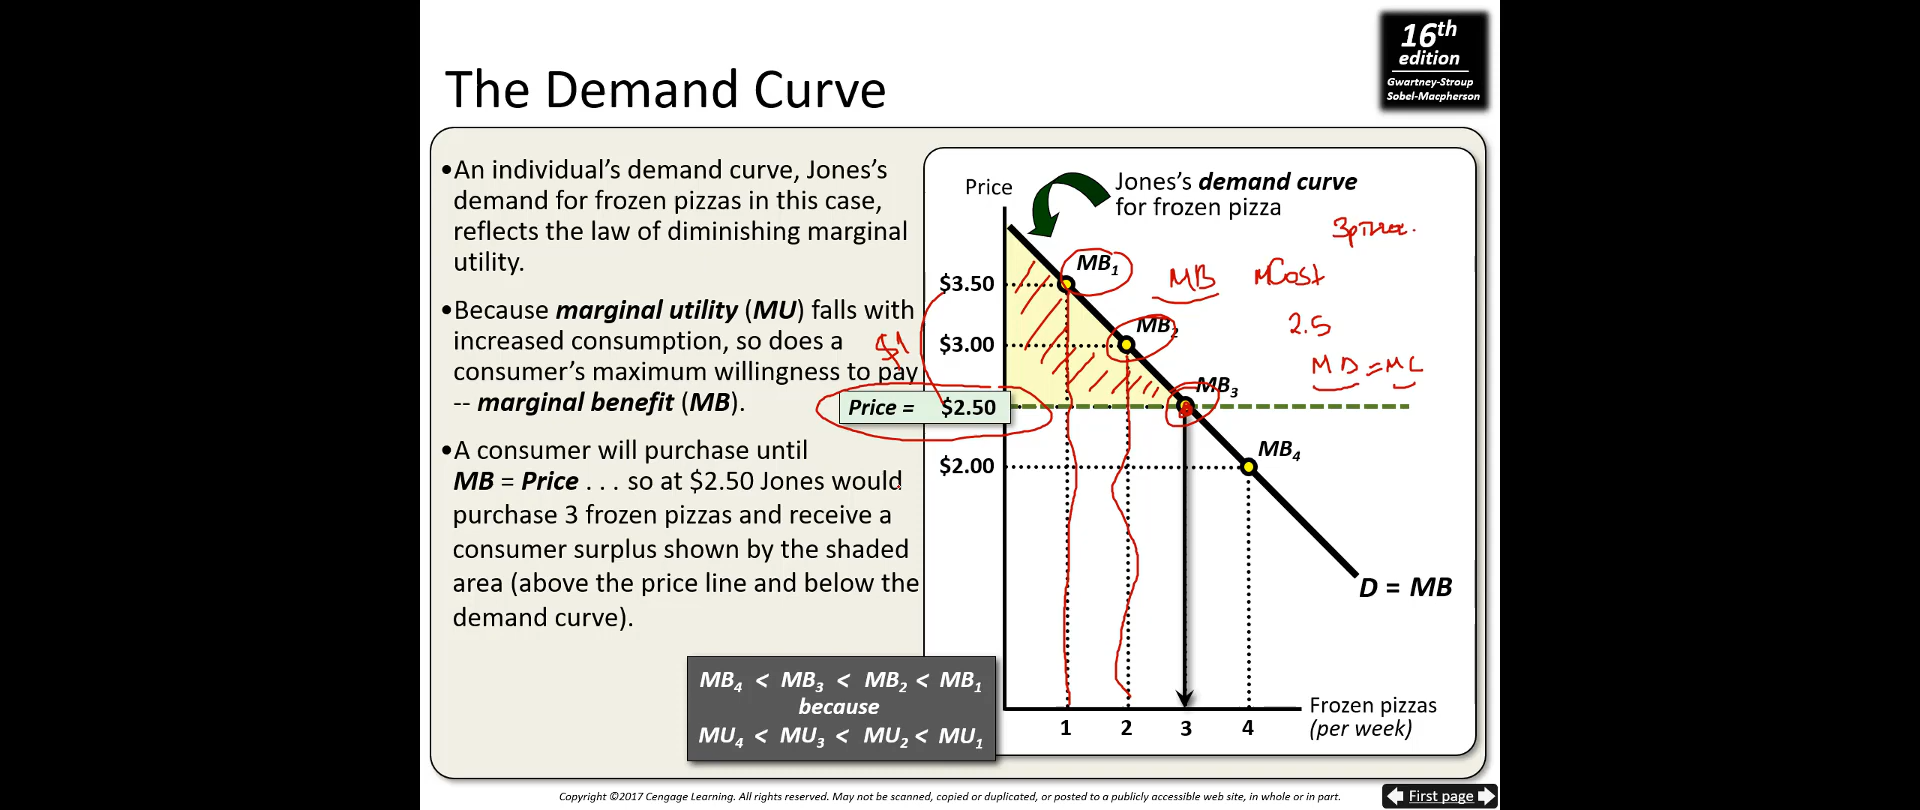 16th
edition
Gwartney-Stroup
Sobel-Macpherson
The Demand Curve
•An individual's demand curve, Jones's
demand for frozen pizzas in this case,
reflects the law of diminishing marginal
utility.
•Because marginal utility (MU) falls with
increased consumption, so does a
consumer's maximum willingness to pay
-- marginal benefit (MB).
•A consumer will purchase until
MB = Price . . . so at $2.50 Jones would
purchase 3 frozen pizzas and receive a
consumer surplus shown by the shaded
area (above the price line and below the
demand curve).
MB4 < MB3 < MB2 < MB1
because
MU4 < MU3 < MU2 < MU1
Price
Jones's demand curve
for frozen pizza
MB1
MB
Cost
$3.50
2.5
MB2
$3.00
$1
MB3
Price = $2.50
MB4
$2.00
D = MB
1 2 3 4
Frozen pizzas
(per week)
Copyright ©2017 Cengage Learning. All rights reserved. May not be scanned, copied or duplicated, or posted to a publicly accessible web site, in whole or in part.
First page